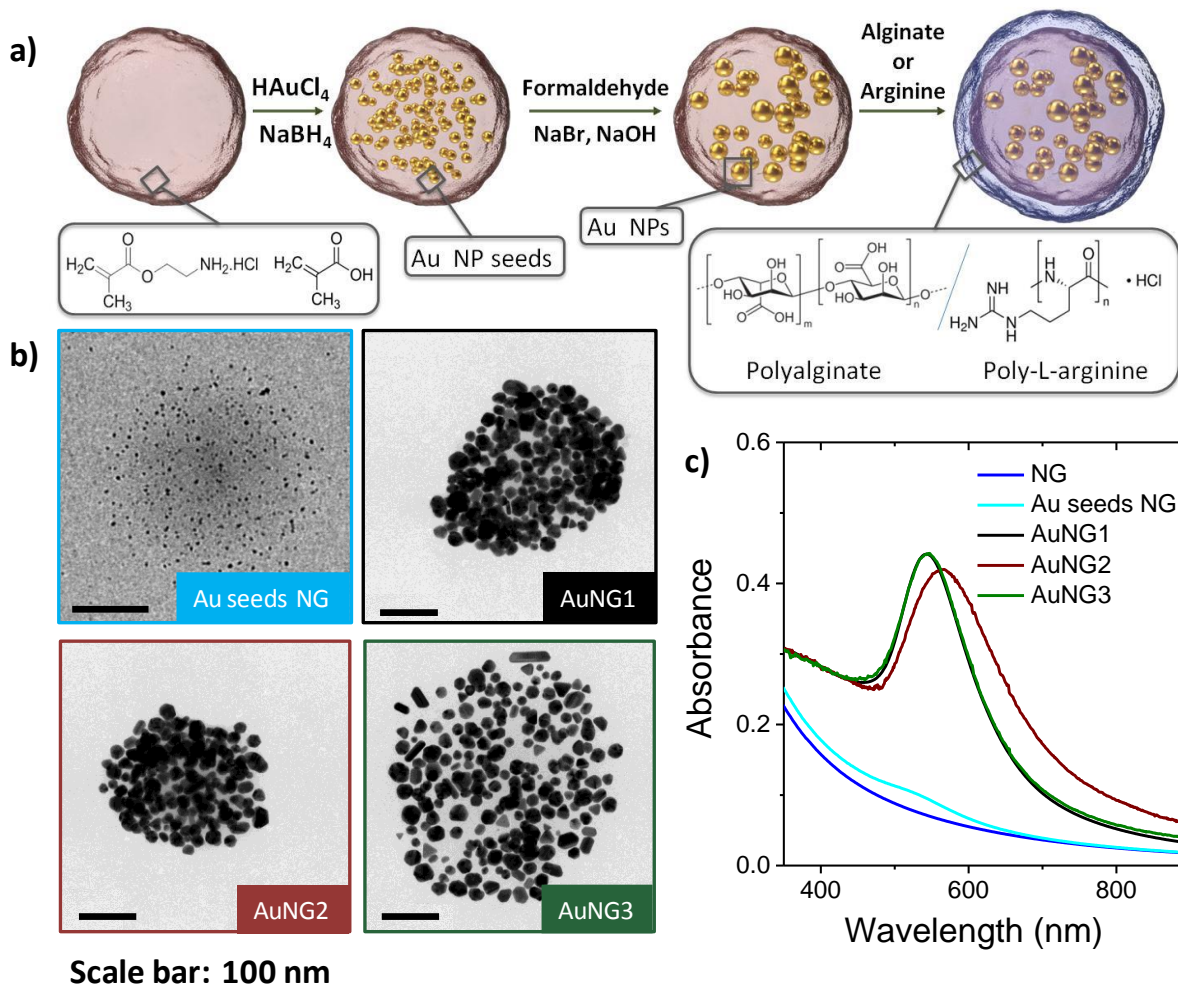 a)
HAuCl4
NaBH4
Formaldehyde
NaBr, NaOH
Alginate
or
Arginine
H2C
O
O
CH3
NH2.HCl
H2C
O
OH
CH3
Au NP seeds
Au NPs
O
OH
HO
O
OH
m
O
OH
O
OH
HO
O
n
H
N
O
n
• HCl
NH
H2N
N
H
Polyalginate
Poly-L-arginine
b)
Au seeds NG
AuNG1
AuNG2
AuNG3
Scale bar: 100 nm
c)
0.6
0.4
0.2
0.0
Absorbance
NG
Au seeds NG
AuNG1
AuNG2
AuNG3
400 600 800
Wavelength (nm)